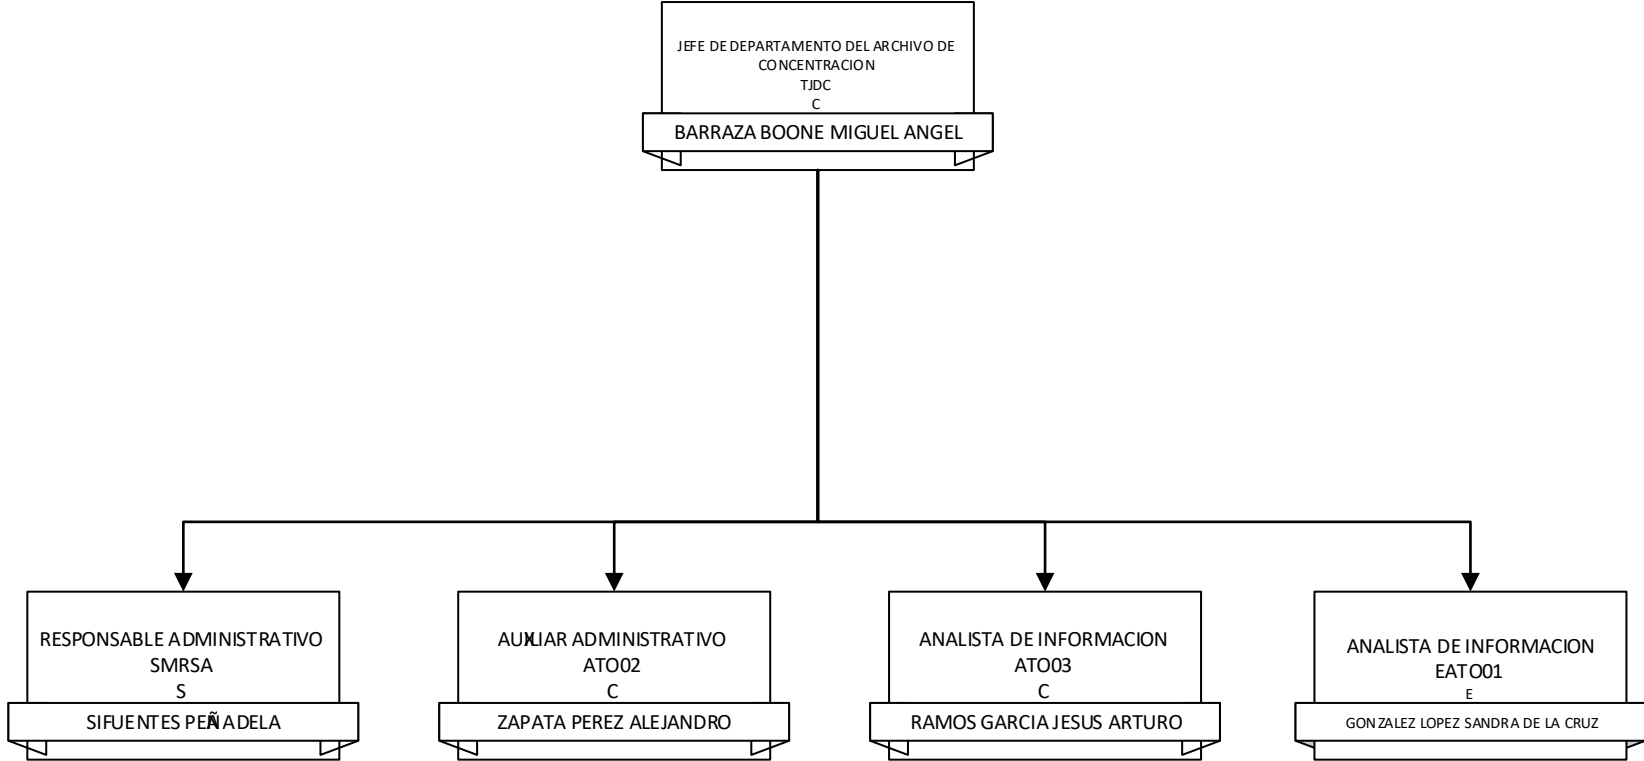 JEFE DE DEPARTAMENTO DEL ARCHIVO DE
CONCENTRACION
TJDC
C
BARRAZA BOONE MIGUEL ANGEL
RESPONSABLE ADMINISTRATIVO
SMRSA
S
SIFUENTES PEÑA ADELA
AUXILIAR ADMINISTRATIVO
ATO02
C
ZAPATA PEREZ ALEJANDRO
ANALISTA DE INFORMACION
ATO03
C
RAMOS GARCIA JESUS ARTURO
ANALISTA DE INFORMACION
EATO01
E
GONZALEZ LOPEZ SANDRA DE LA CRUZ